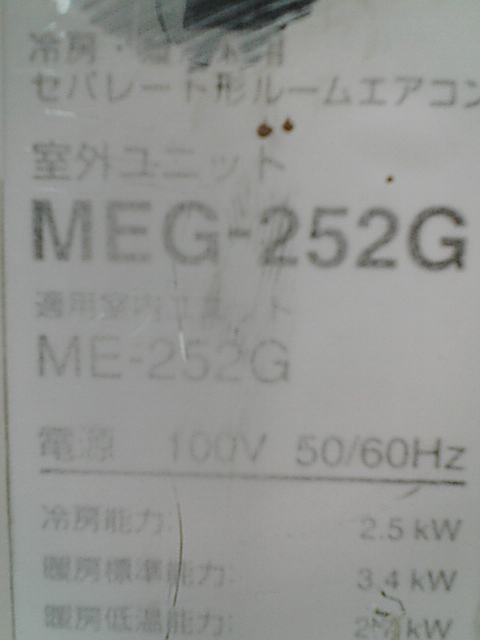 冷房・暖房兼用
セパレート形ルームエアコン
室外ユニット
MEG-252G
適用室内ユニット
ME-252G
電源 100V 50/60Hz
冷房能力: 2.5 kW
暖房標準能力: 3.4 kW
暖房低温能力: kW